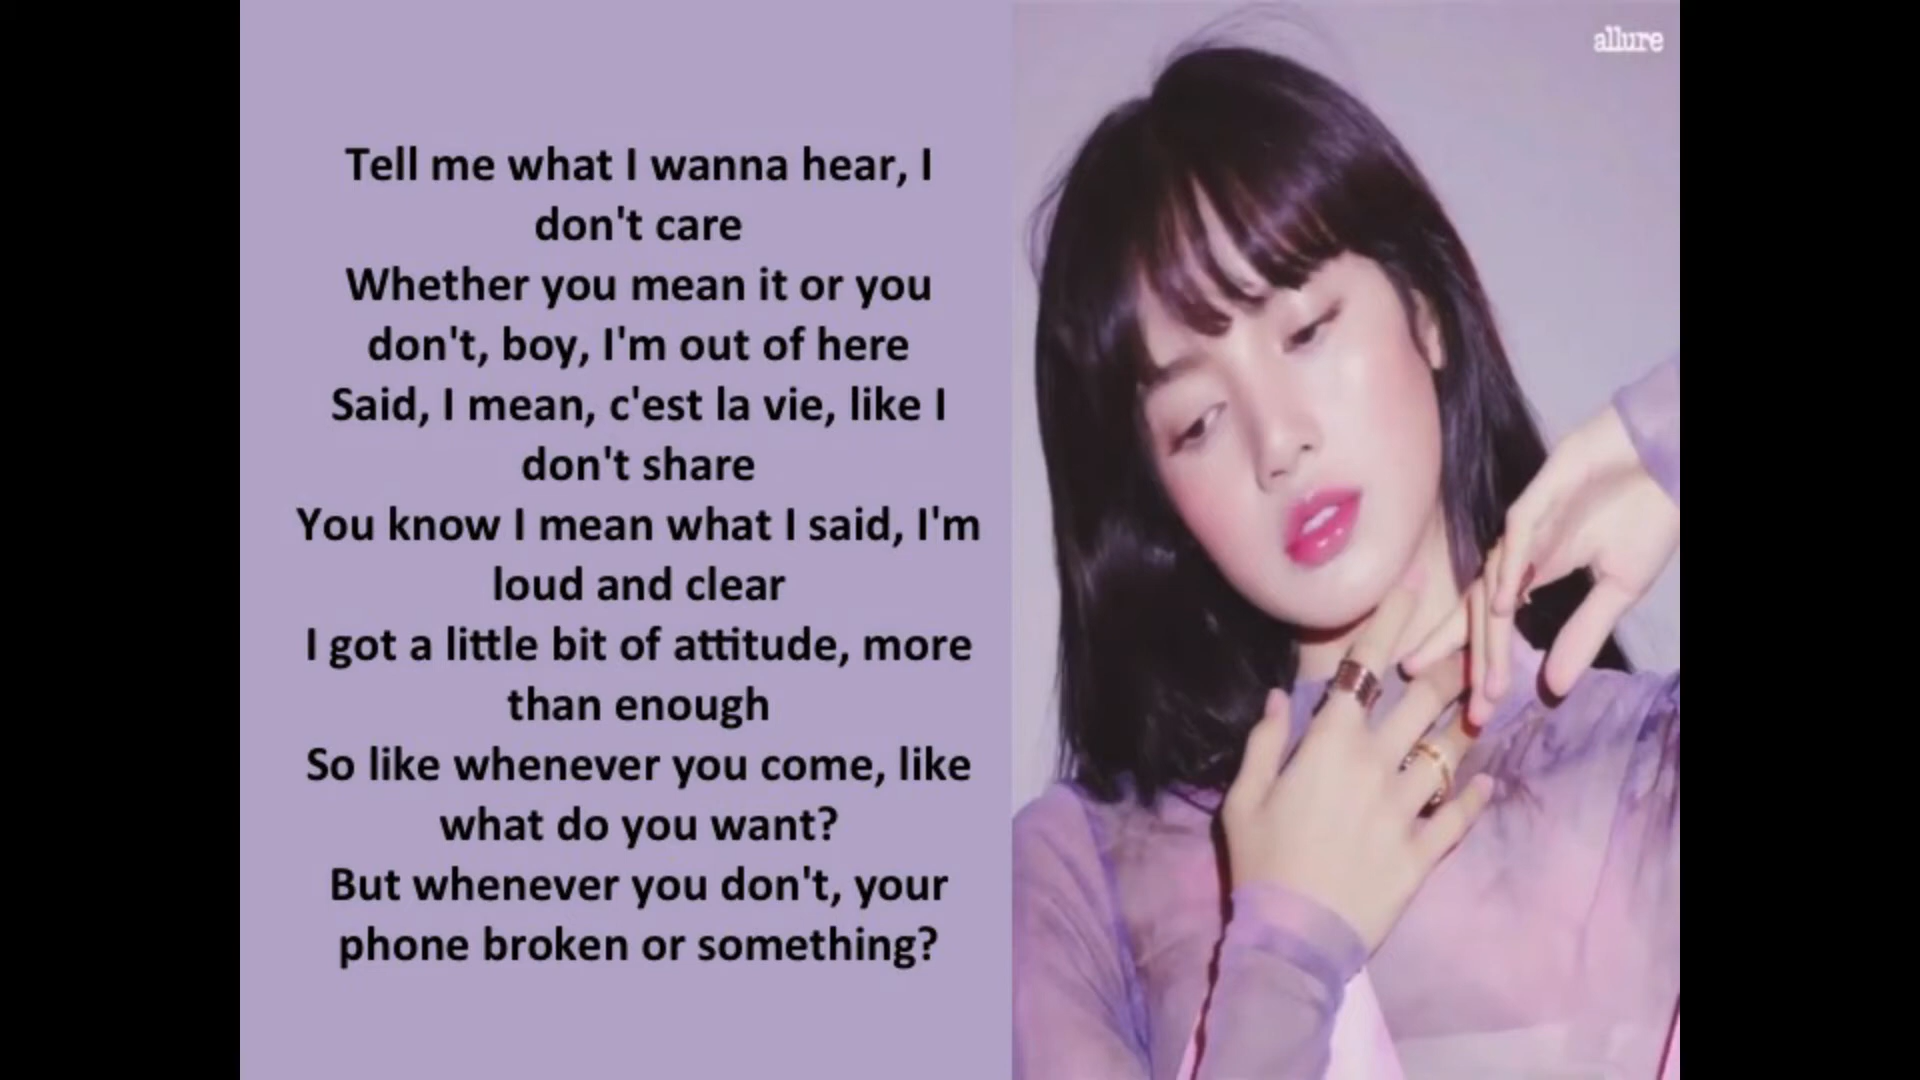 Tell me what I wanna hear, I
don't care
Whether you mean it or you
don't, boy, I'm out of here
Said, I mean, c'est la vie, like I
don't share
You know I mean what I said, I'm
loud and clear
I got a little bit of attitude, more
than enough
So like whenever you come, like
what do you want?
But whenever you don't, your
phone broken or something?
allure